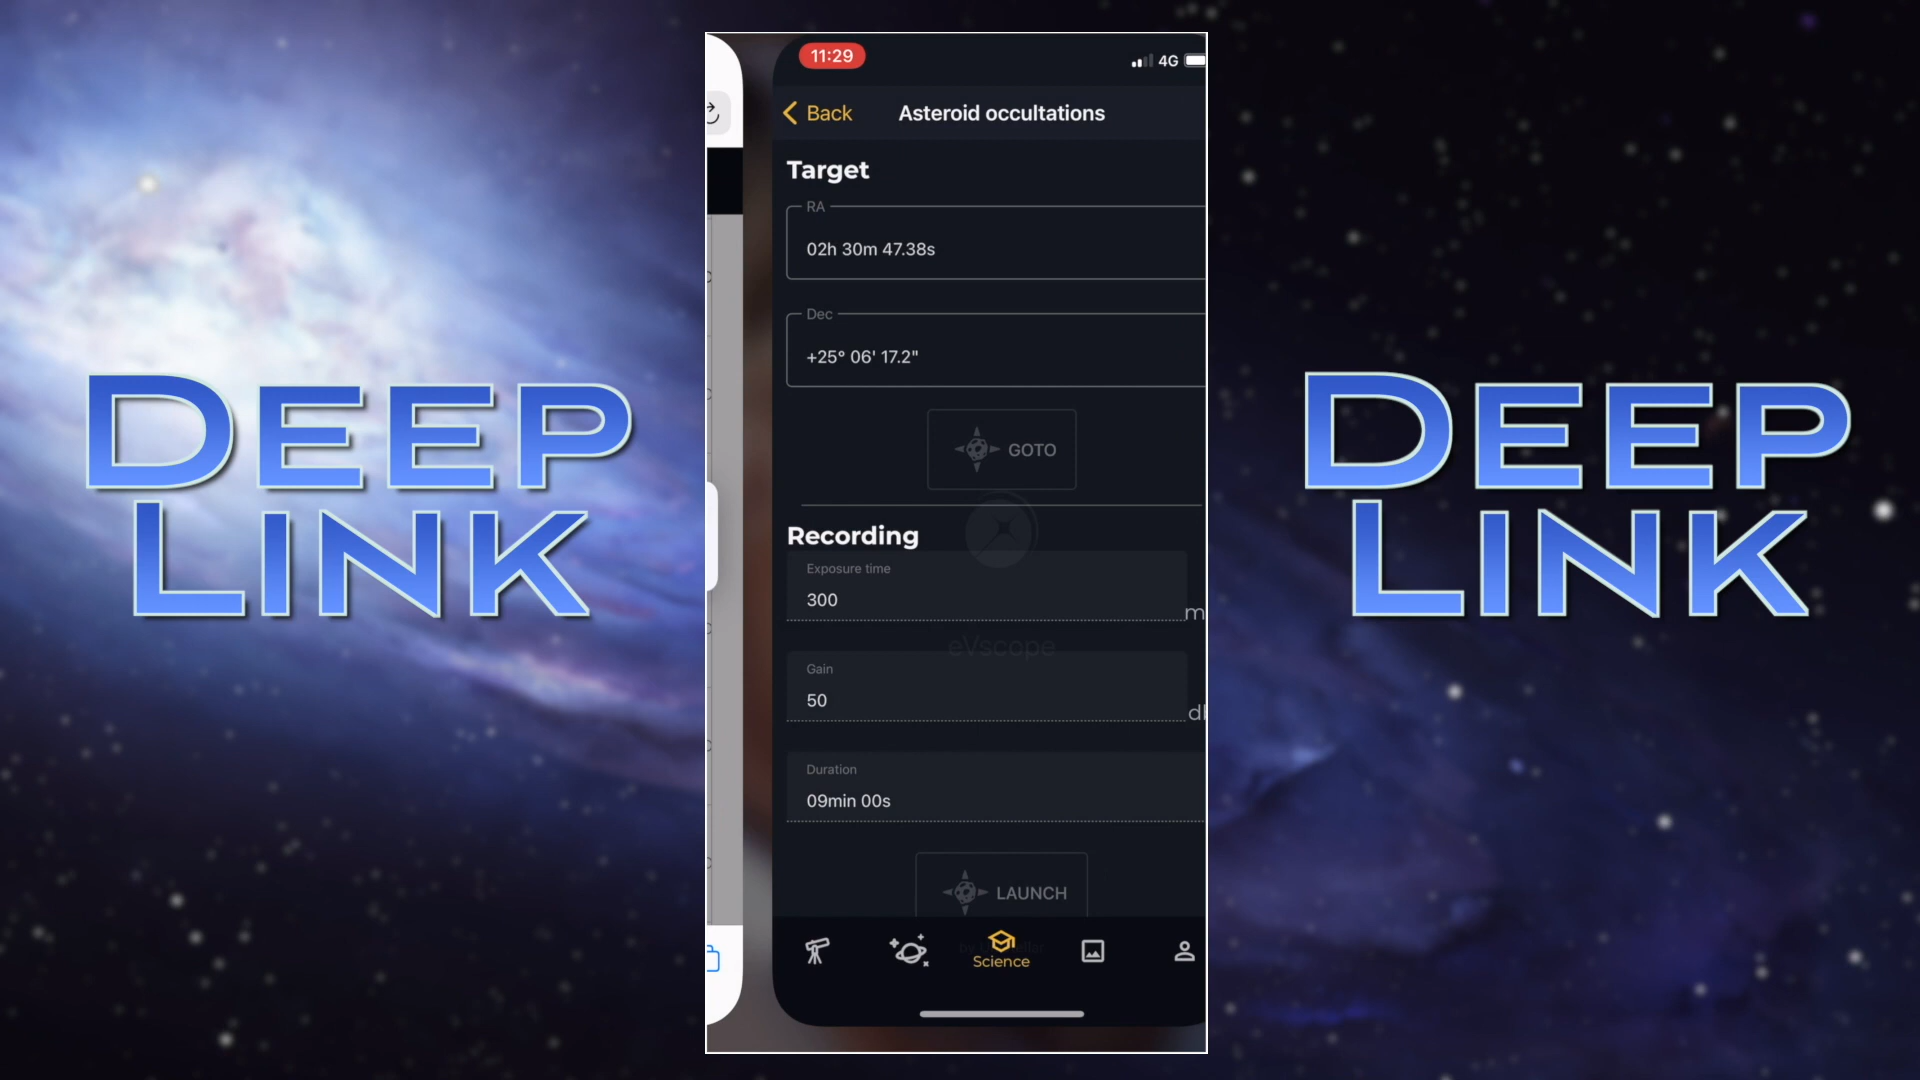 DEEP
LINK
11:29
4G
Back
Asteroid occultations
Target
RA
02h 30m 47.38s
Dec
+25° 06' 17.2"
GOTO
Recording
Exposure time
300
m
eVscope
Gain
50
Duration
09min 00s
LAUNCH
Science
DEEP
LINK